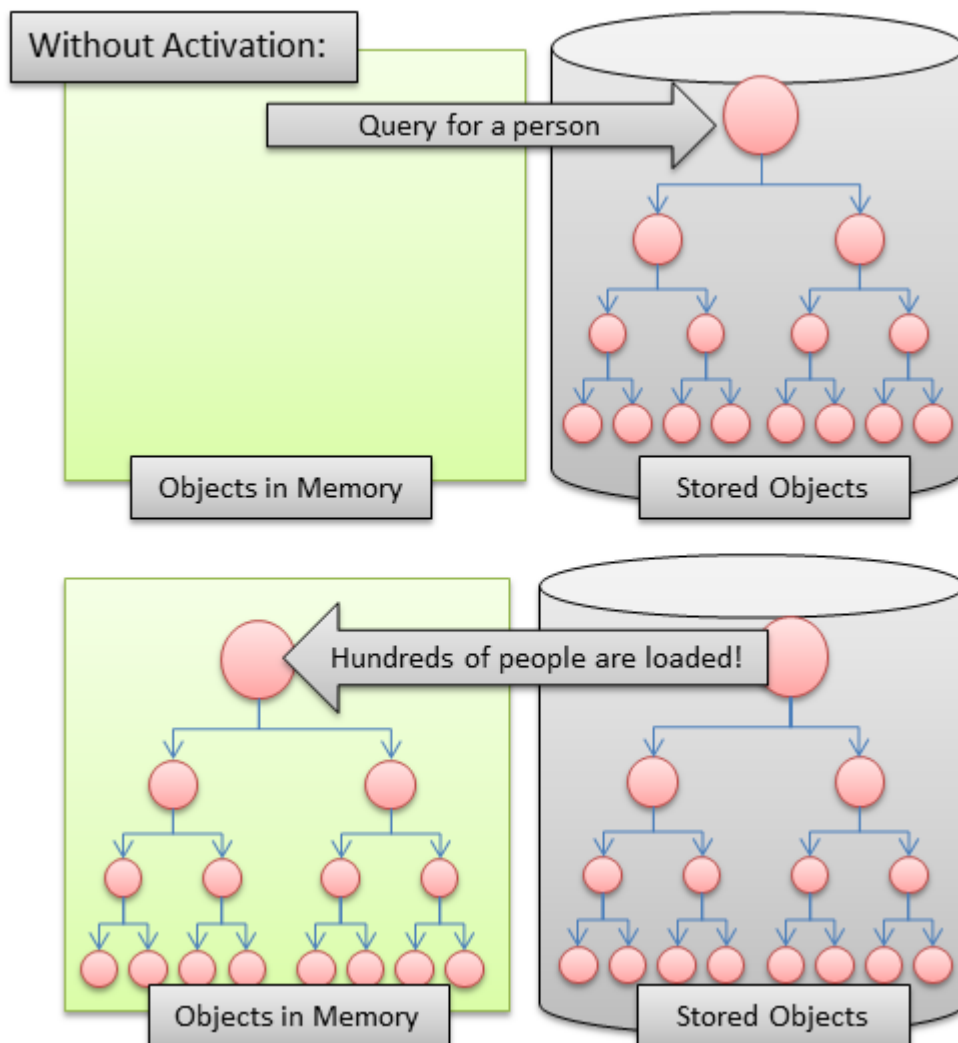 Without Activation:
Query for a person
Objects in Memory
Stored Objects
Hundreds of people are loaded!
Objects in Memory
Stored Objects